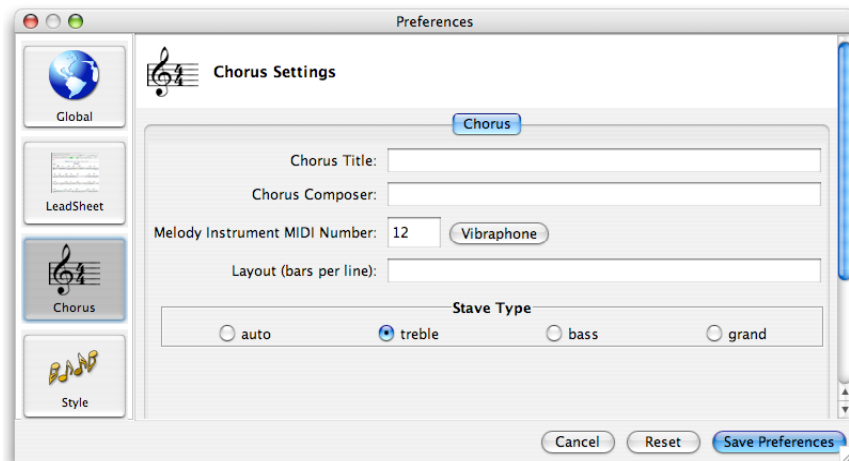 Preferences
Global
LeadSheet
Chorus
Style
Chorus Settings
Chorus
Chorus Title:
Chorus Composer:
Melody Instrument MIDI Number: 12 Vibraphone
Layout (bars per line):
Stave Type
auto treble bass grand
Cancel Reset Save Preferences